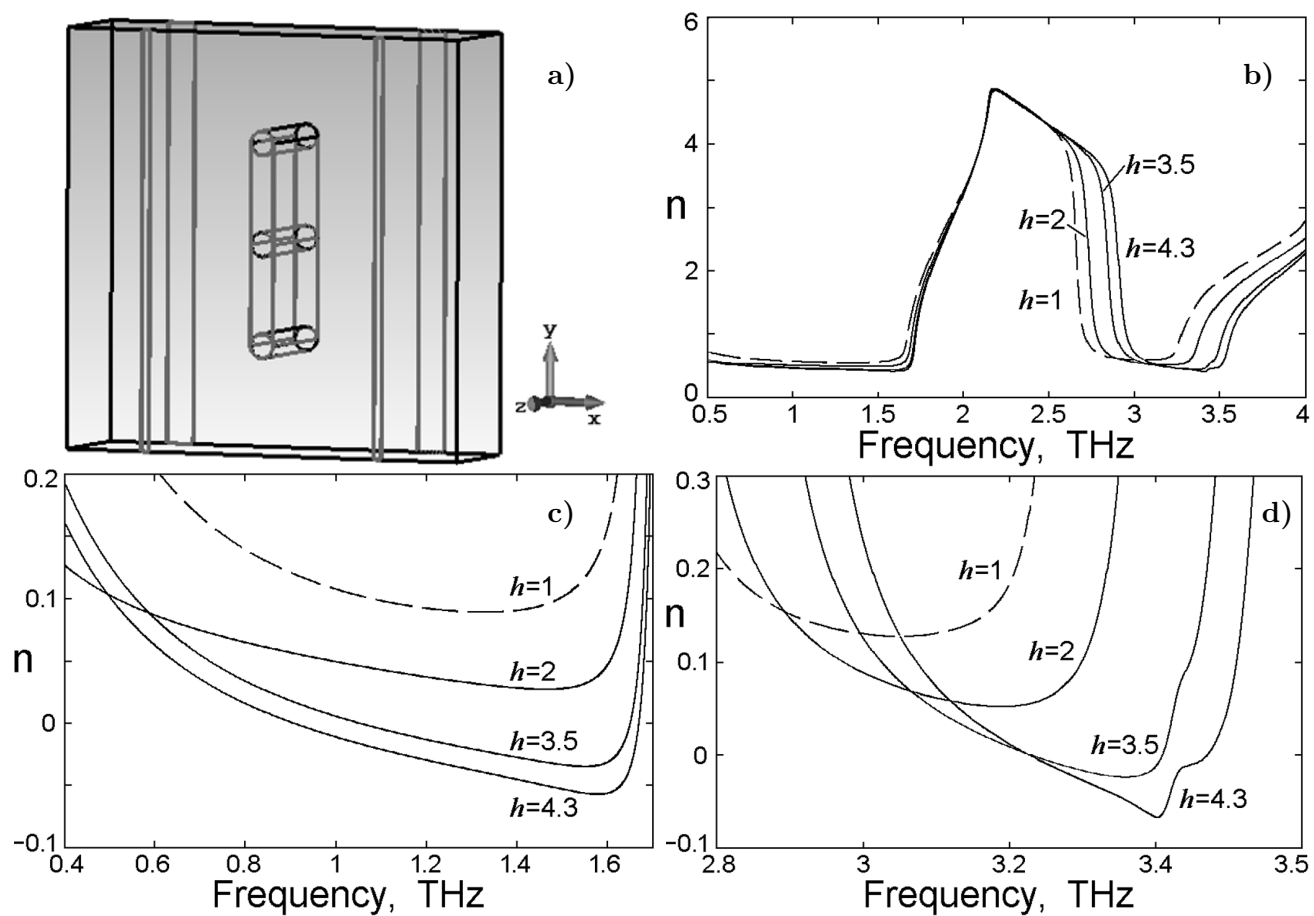 a)
y
z
x
b)
6
4
2
0
n
h=3.5
h=2
h=4.3
h=1
0.5 1 1.5 2 2.5 3 3.5 4
Frequency, THz
c)
0.2
0.1
0
−0.1
n
h=1
h=2
h=3.5
h=4.3
0.4 0.6 0.8 1 1.2 1.4 1.6
Frequency, THz
d)
0.3
0.2
0.1
0
−0.1
n
h=1
h=2
h=3.5
h=4.3
2.8 3 3.2 3.4 3.5
Frequency, THz